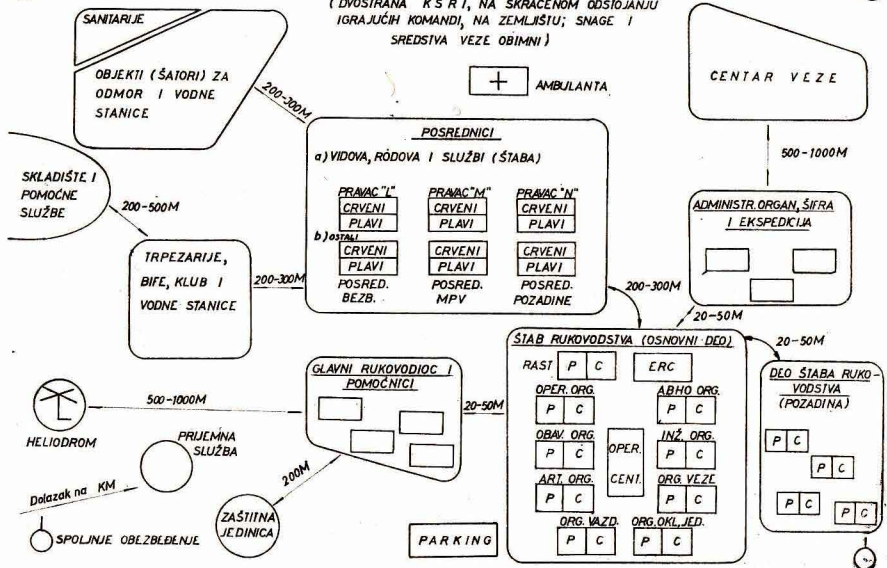 ( DVOSTRANA K Š R I, NA SKRAĆENOM ODSTOJANJU
IGRAJUĆIH KOMANDI, NA ZEMLJIŠTU; SNAGE I
SREDSTVA VEZE OBIMNI )
SANITARIJE
OBJEKTI (ŠATORI) ZA
ODMOR I VODNE
STANICE
200-300M
+
AMBULANTA
CENTAR VEZE
500-1000M
POSREDNICI
a) VIDOVA, RODOVA I SLUŽBI (ŠTABA)
PRAVAC "L"
PRAVAC "M"
PRAVAC "N"
CRVENI
CRVENI
CRVENI
PLAVI
PLAVI
PLAVI
b) OSTALI
CRVENI
CRVENI
CRVENI
PLAVI
PLAVI
PLAVI
POSRED.
BEZB.
POSRED.
MPV
POSRED.
POZADINE
SKLADIŠTE I
POMOĆNE
SLUŽBE
200-500M
TRPEZARIJE,
BIFE, KLUB I
VODNE STANICE
200-300M
ADMINISTR. ORGAN, ŠIFRA
I EKSPEDICIJA
200-300M
20-50M
ŠTAB RUKOVODSTVA (OSNOVNI DEO)
RAST
P C
ERC
OPER. ORG.
P C
ABHO ORG.
P C
OBAV. ORG.
P C
OPER.
CENT.
INŽ. ORG.
P C
ART. ORG.
P C
ORG. VEZE
P C
ORG. VAZD.
P C
ORG. OKL. JED.
P C
20-50M
DEO ŠTABA RUKO-
VODSTVA
(POZADINA)
P C
P C
P C
P C
GLAVNI RUKOVODIOC I
POMOĆNICI
20-50M
500-1000M
HELIODROM
PRIJEMNA
SLUŽBA
Dolazak na KM
200M
ZAŠTITNA
JEDINICA
SPOLJNJE OBEZBEĐENJE
PARKING